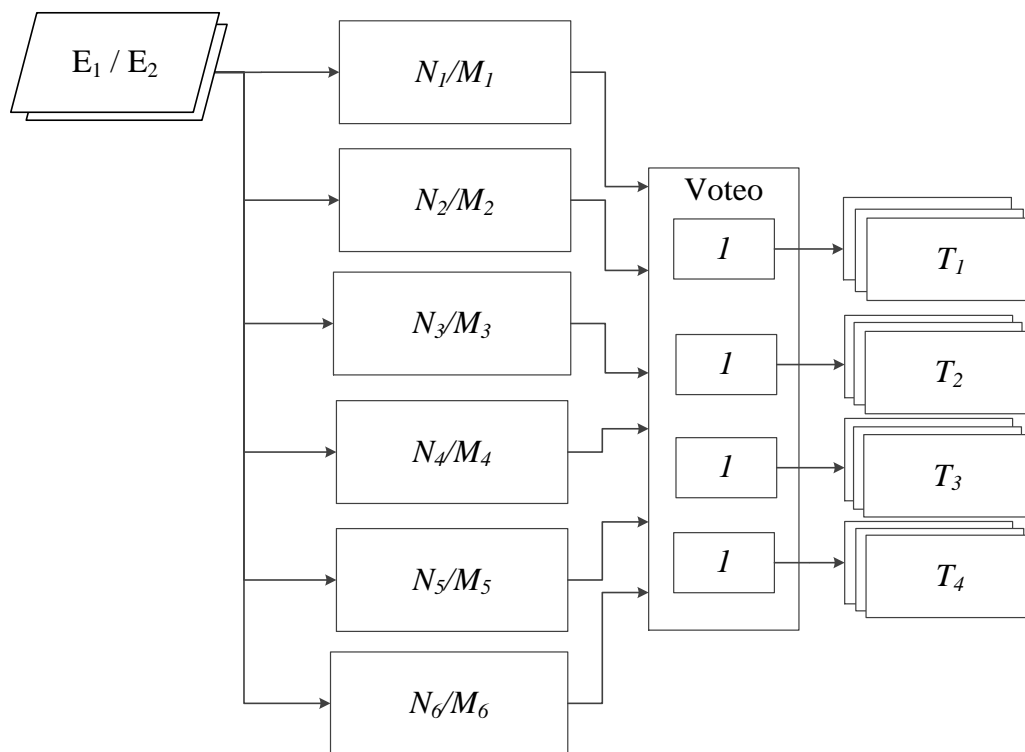 E₁ / E₂
N₁/M₁
N₂/M₂
N₃/M₃
N₄/M₄
N₅/M₅
N₆/M₆
Voteo
1
1
1
1
T₁
T₂
T₃
T₄